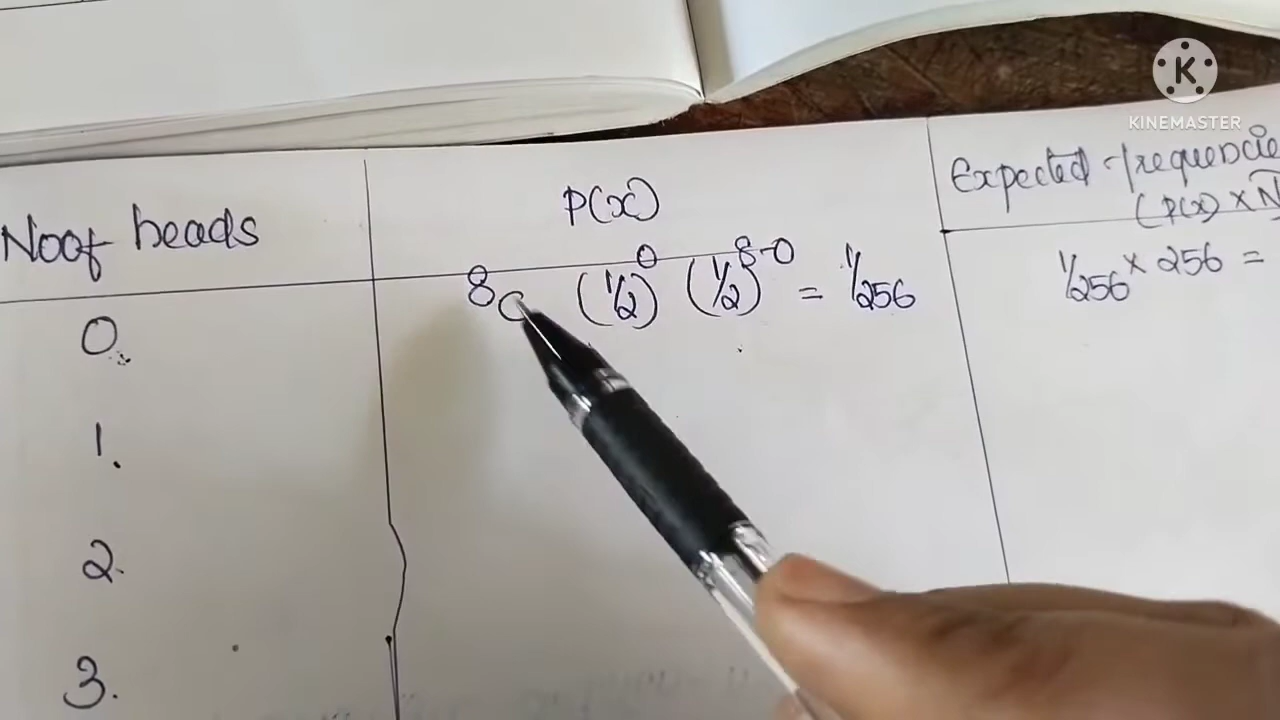 K
KINEMASTER
No of heads
P(x)
Expected frequencie
(P(x) × N
0.
8C (1/2)^0 (1/2)^8-0 = 1/256
1/256 × 256 =
1.
2.
3.